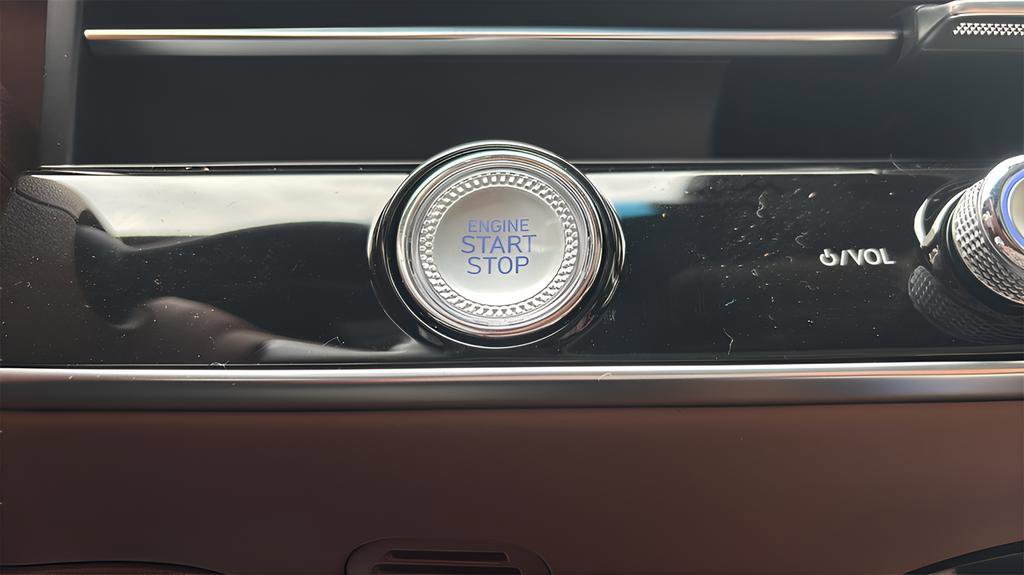 ENGINE
START
STOP
⏻/VOL